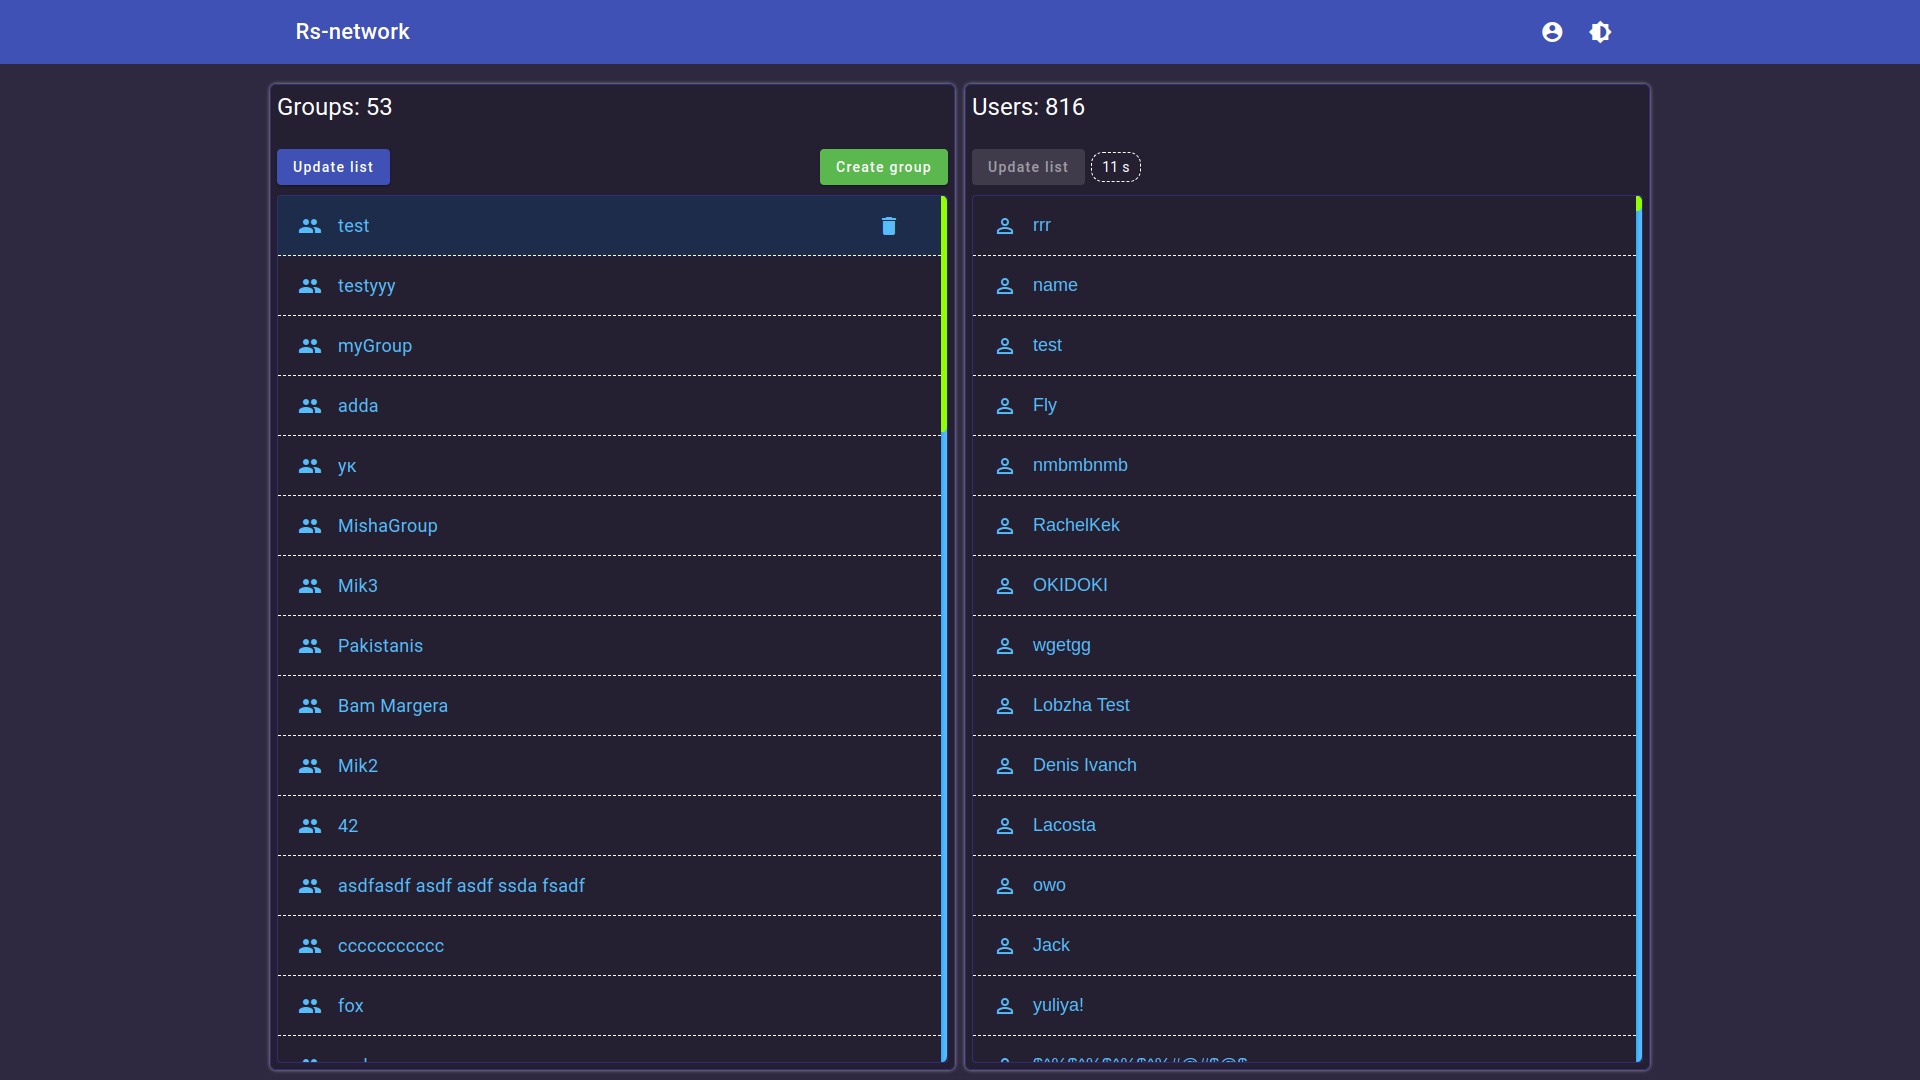 Rs-network
Groups: 53
Update list
Create group
test
testyyy
myGroup
adda
ук
MishaGroup
Mik3
Pakistanis
Bam Margera
Mik2
42
asdfasdf asdf asdf ssda fsadf
ccccccccccc
fox
Users: 816
Update list
11 s
rrr
name
test
Fly
nmbmbnmb
RachelKek
OKIDOKI
wgetgg
Lobzha Test
Denis Ivanch
Lacosta
owo
Jack
yuliya!